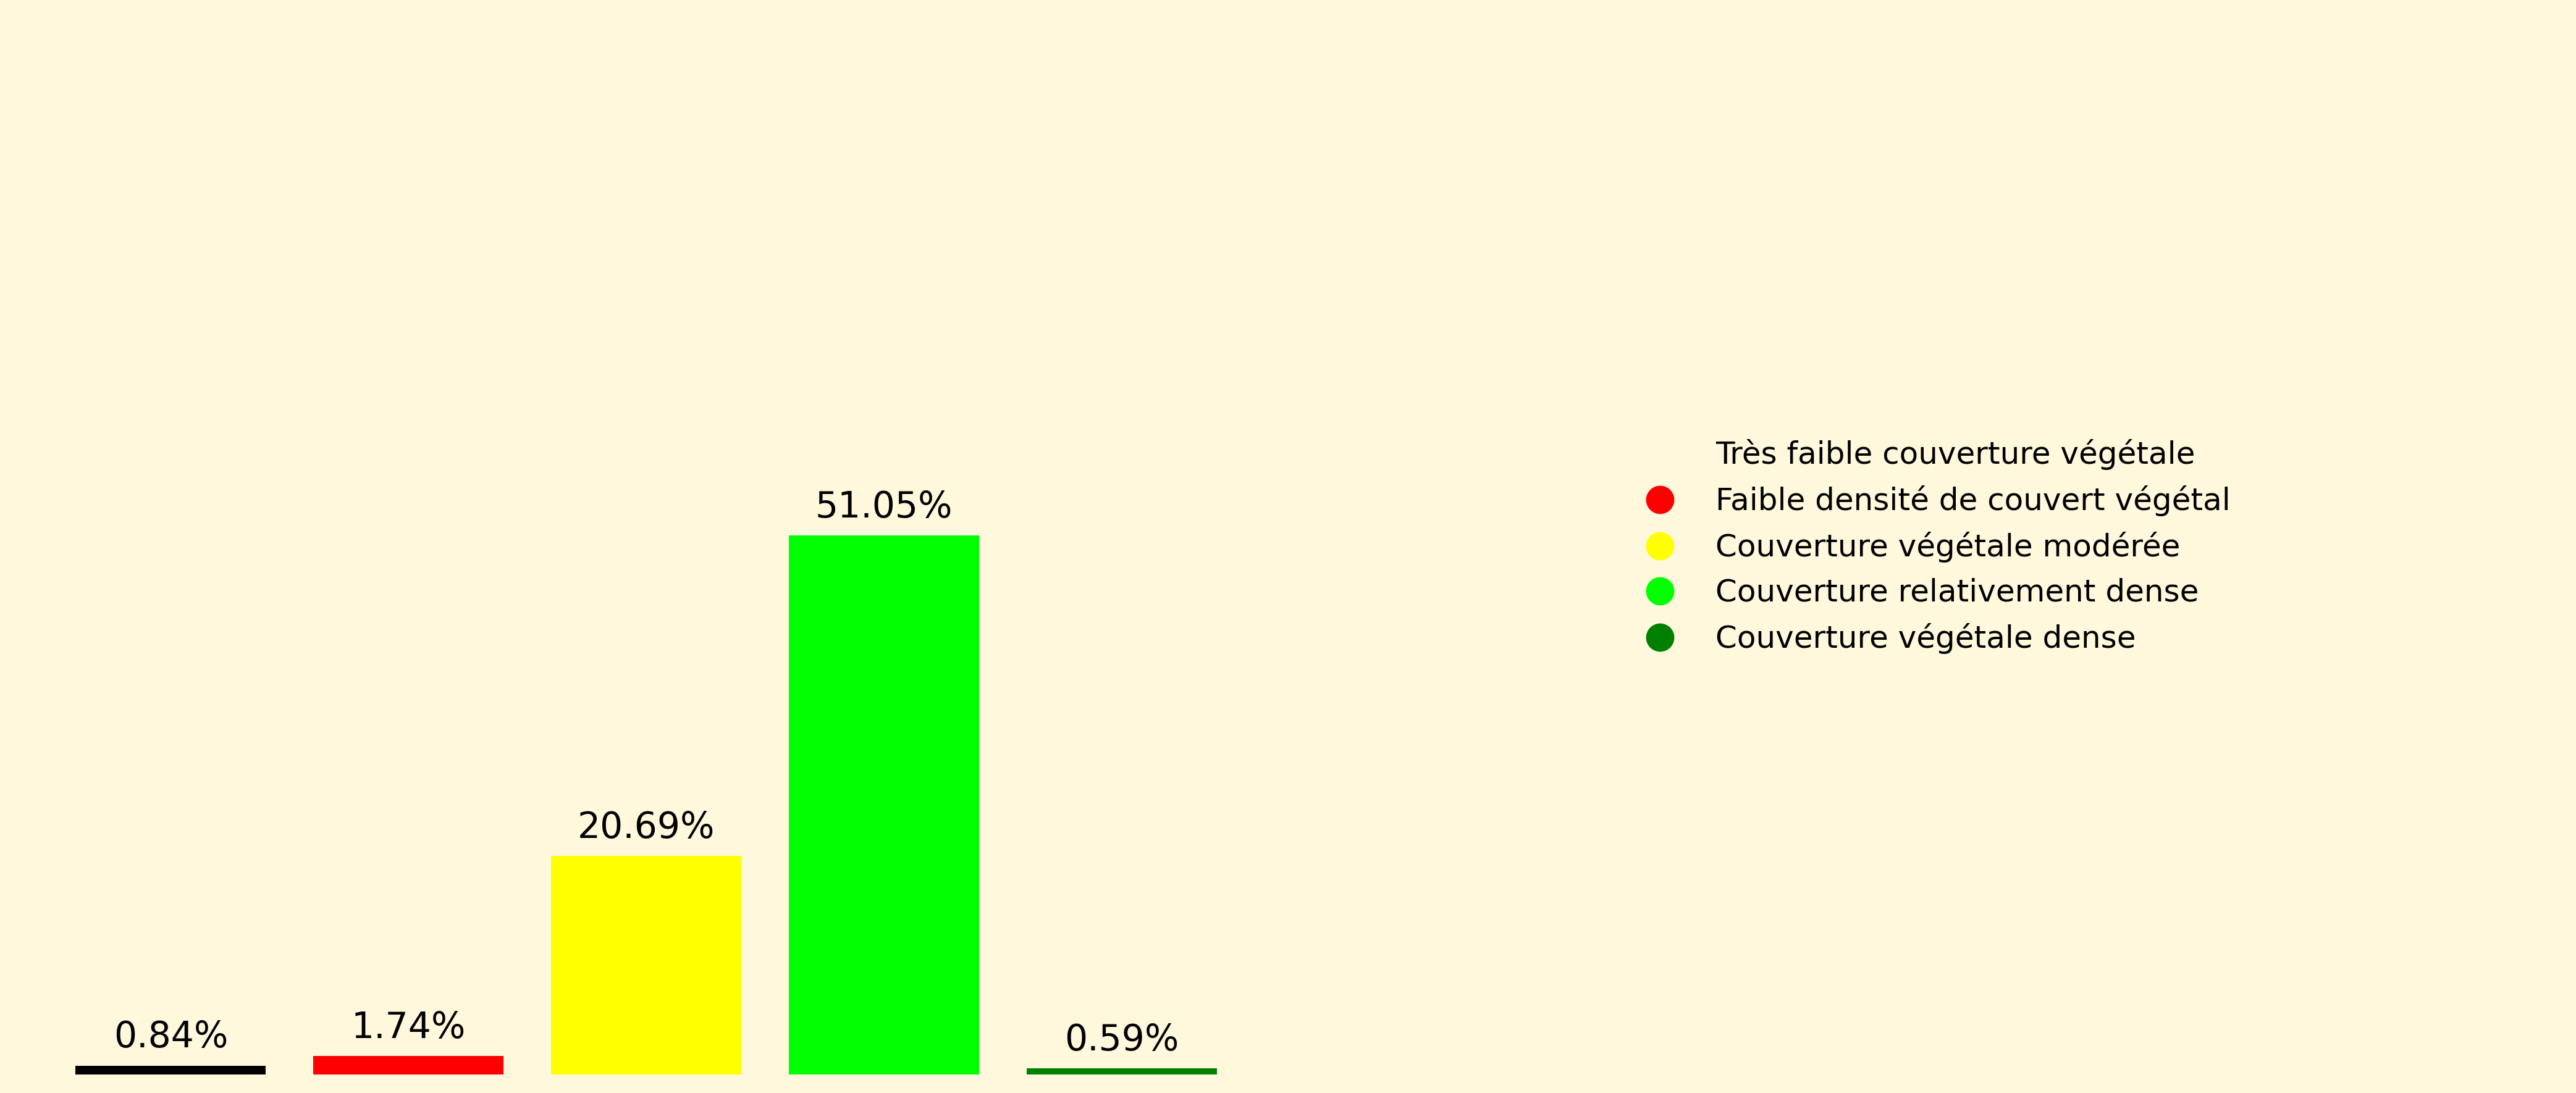 Très faible couverture végétale
Faible densité de couvert végétal
51.05%
Couverture végétale modérée
Couverture relativement dense
Couverture végétale dense
20.69%
1.74%
0.84%
0.59%